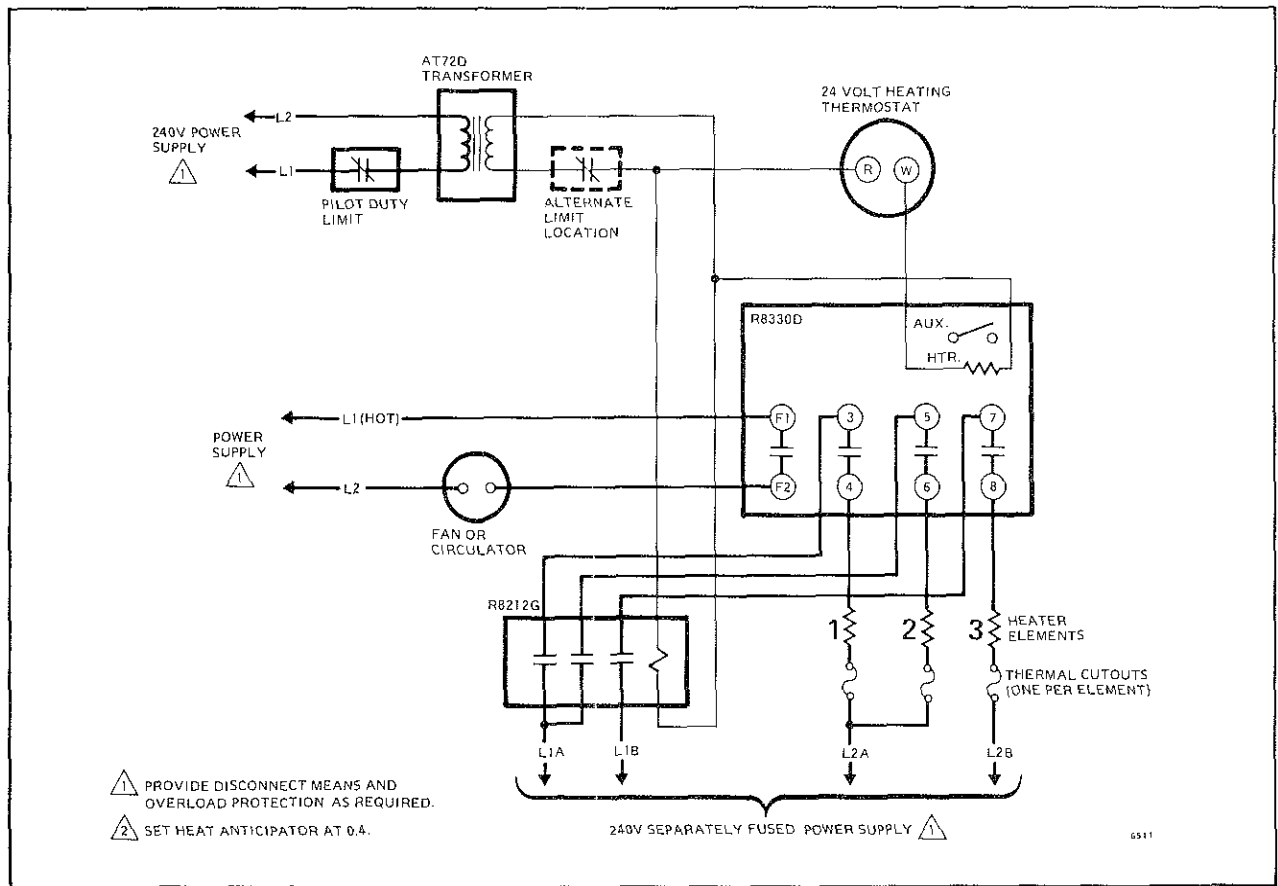 AT72D
TRANSFORMER
24 VOLT HEATING
THERMOSTAT
L2
240V POWER
SUPPLY
1
L1
PILOT DUTY
LIMIT
ALTERNATE
LIMIT
LOCATION
R
W
R8330D
AUX.
HTR.
L1(HOT)
F1
3
5
7
POWER
SUPPLY
1
L2
F2
4
6
8
FAN OR
CIRCULATOR
R8212G
1
2
3
HEATER
ELEMENTS
THERMAL CUTOUTS
(ONE PER ELEMENT)
L1A
L1B
L2A
L2B
1 PROVIDE DISCONNECT MEANS AND
OVERLOAD PROTECTION AS REQUIRED.
2 SET HEAT ANTICIPATOR AT 0.4.
240V SEPARATELY FUSED POWER SUPPLY 1
6511